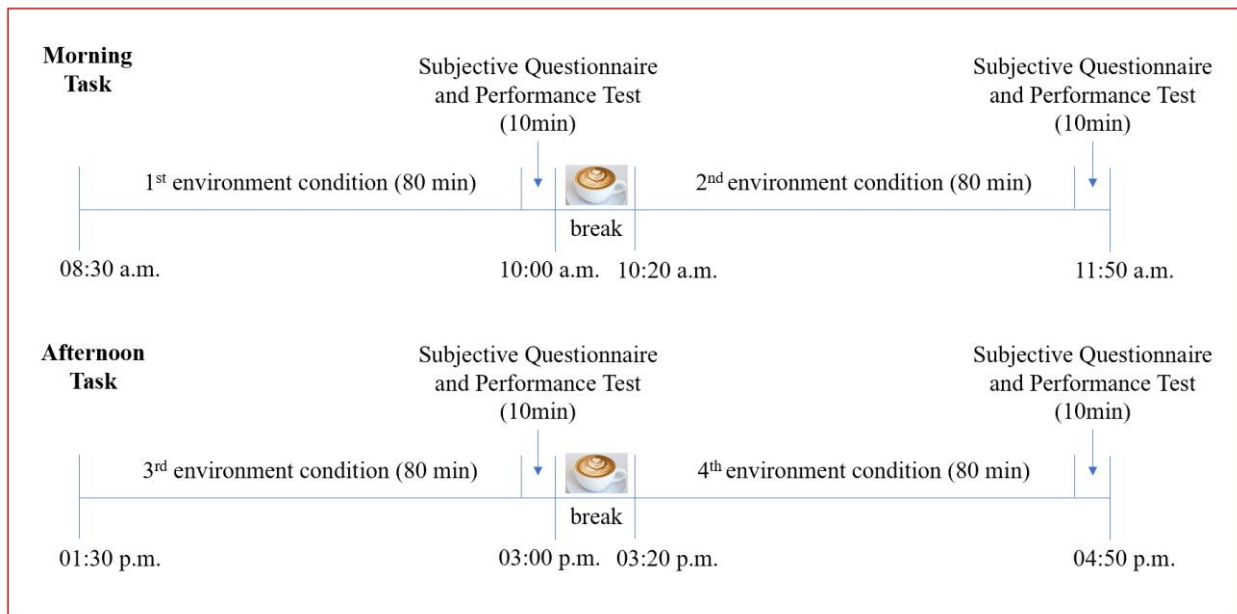 Morning
Task
Subjective Questionnaire
and Performance Test
(10min)
Subjective Questionnaire
and Performance Test
(10min)
1st environment condition (80 min)
2nd environment condition (80 min)
break
08:30 a.m.
10:00 a.m.
10:20 a.m.
11:50 a.m.
Afternoon
Task
Subjective Questionnaire
and Performance Test
(10min)
Subjective Questionnaire
and Performance Test
(10min)
3rd environment condition (80 min)
4th environment condition (80 min)
break
01:30 p.m.
03:00 p.m.
03:20 p.m.
04:50 p.m.